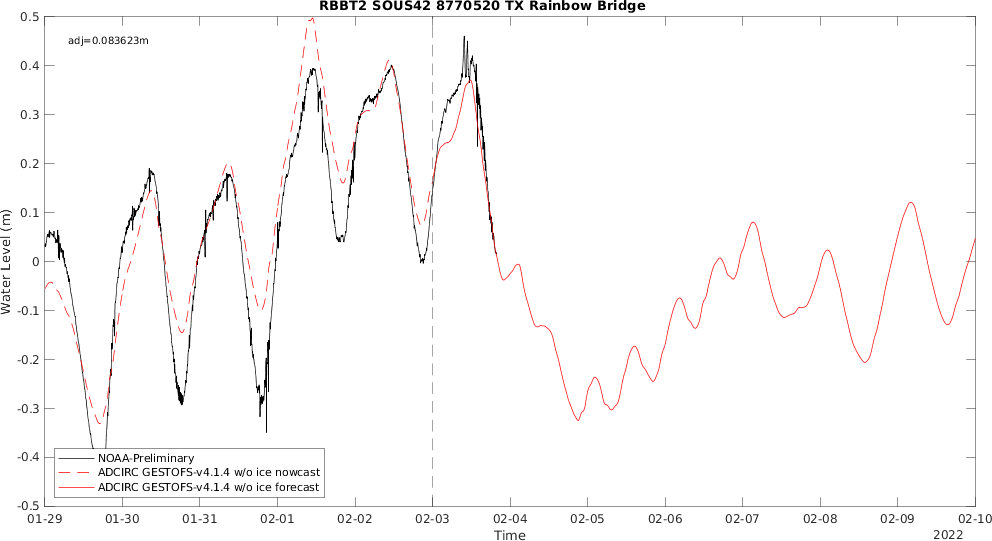 RBBT2 SOUS42 8770520 TX Rainbow Bridge
adj=0.083623m
Water Level (m)
0.5
0.4
0.3
0.2
0.1
0
-0.1
-0.2
-0.3
-0.4
-0.5
NOAA-Preliminary
ADCIRC GESTOFS-v4.1.4 w/o ice nowcast
ADCIRC GESTOFS-v4.1.4 w/o ice forecast
01-29 01-30 01-31 02-01 02-02 02-03 02-04 02-05 02-06 02-07 02-08 02-09 02-10
Time
2022